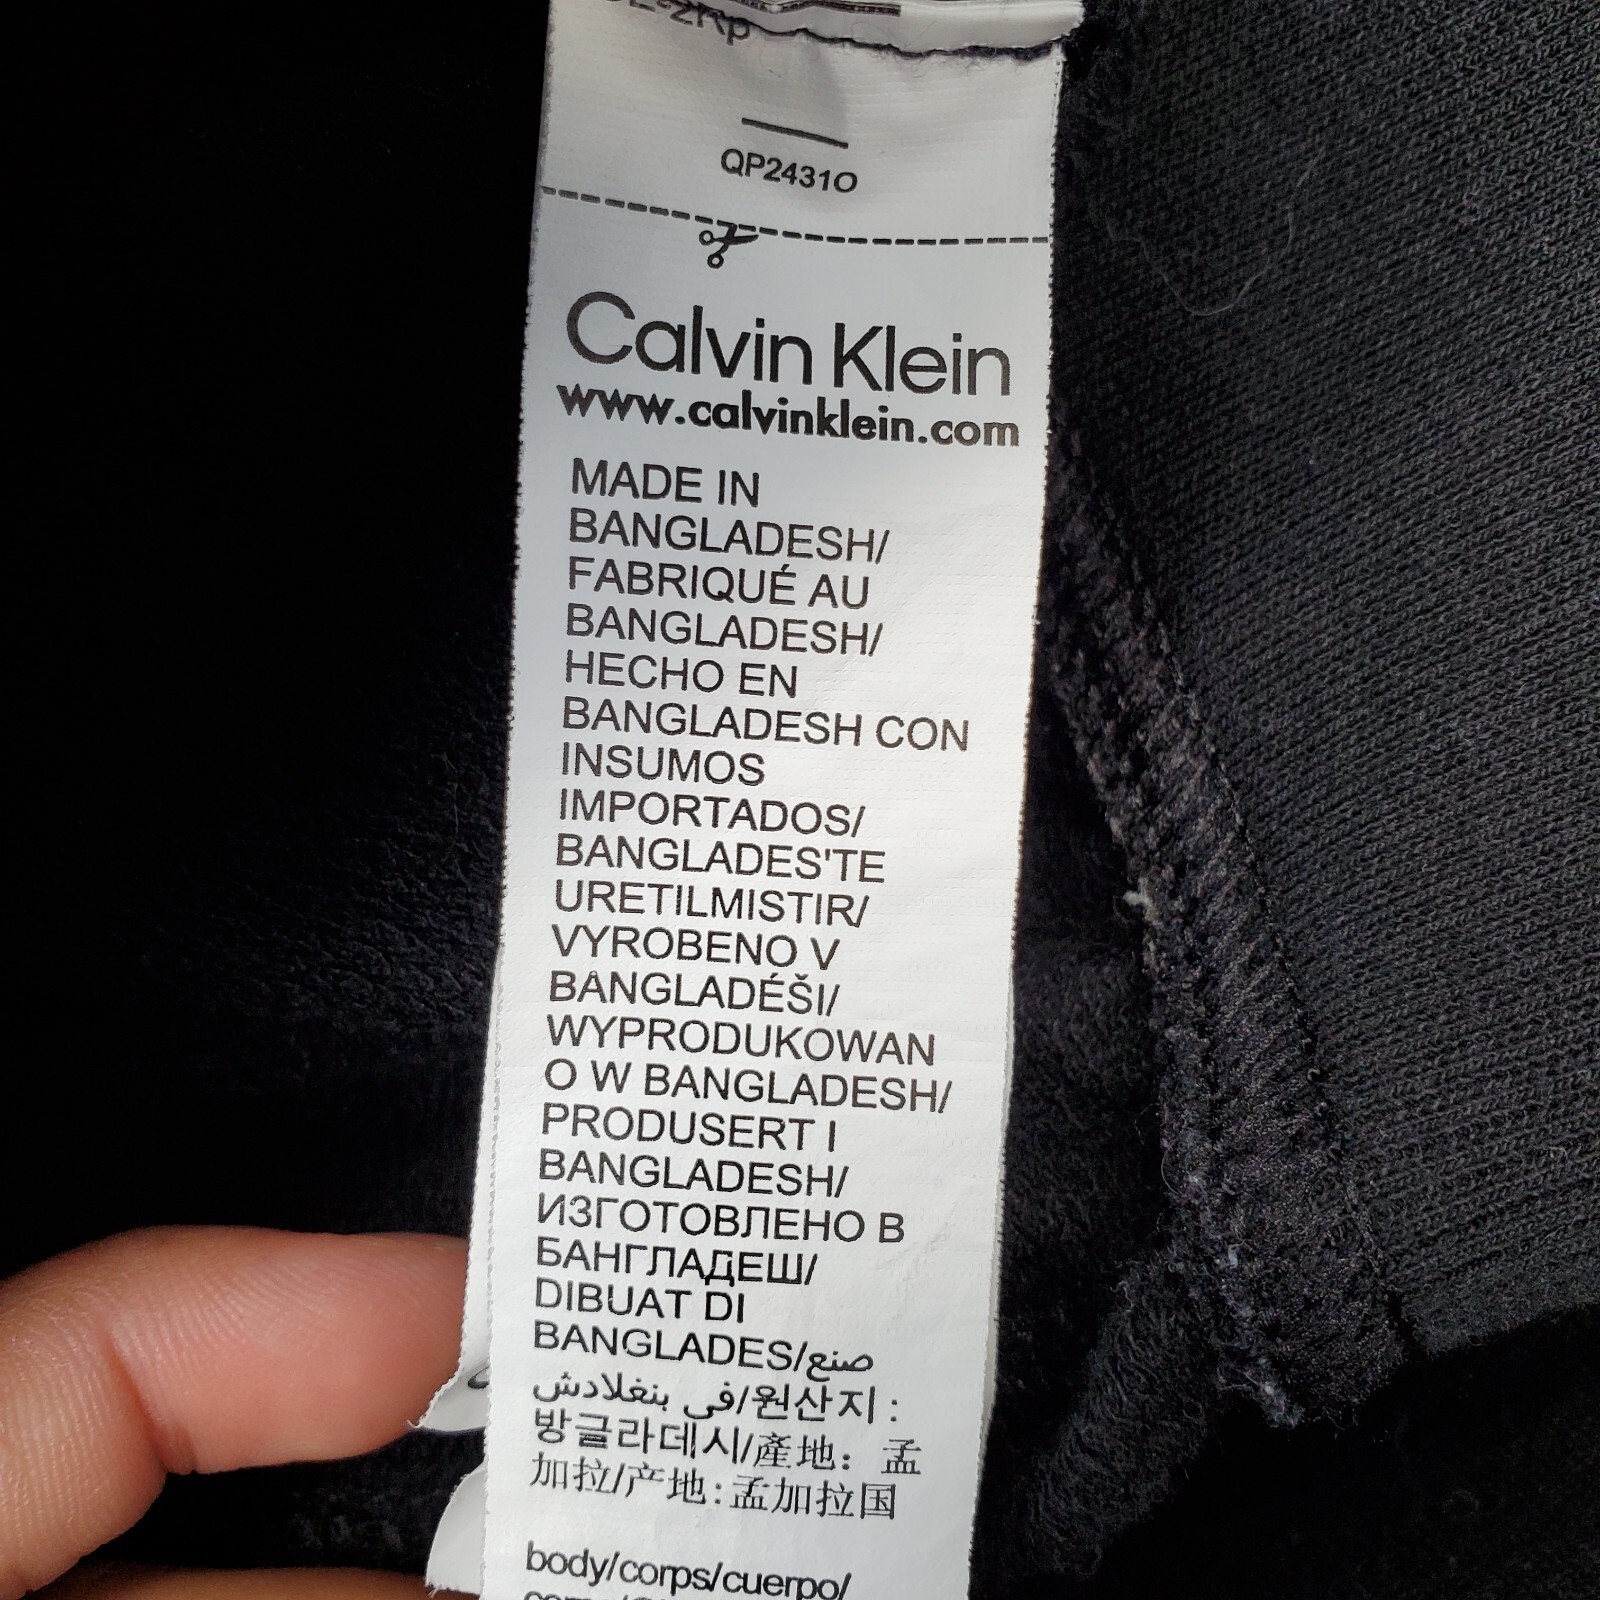 QP2431O
Calvin Klein
www.calvinklein.com
MADE IN
BANGLADESH/
FABRIQUÉ AU
BANGLADESH/
HECHO EN
BANGLADESH CON
INSUMOS
IMPORTADOS/
BANGLADES'TE
URETILMISTIR/
VYROBENO V
BANGLADÉŠI/
WYPRODUKOWAN
O W BANGLADESH/
PRODUSERT I
BANGLADESH/
ИЗГОТОВЛЕНО В
БАНГЛАДЕШ/
DIBUAT DI
BANGLADES/صنع
في بنغلادش/원산지 :
방글라데시/產地：孟
加拉/产地:孟加拉国
body/corps/cuerpo/